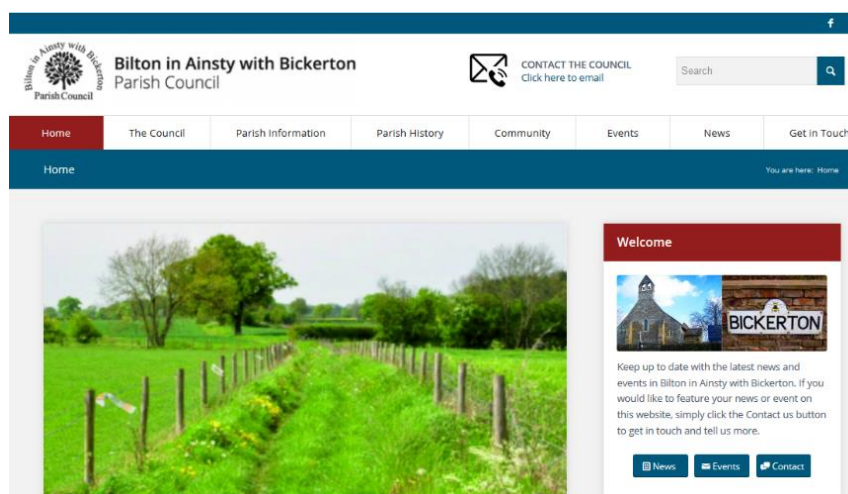 f
Bilton in Ainsty with Bickerton
Parish Council
Bilton in Ainsty with Bickerton
Parish Council
CONTACT THE COUNCIL
Click here to email
Search
Home
The Council
Parish Information
Parish History
Community
Events
News
Get in Touch
Home
You are here: Home
Welcome
BICKERTON
Keep up to date with the latest news and
events in Bilton in Ainsty with Bickerton. If you
would like to feature your news or event on
this website, simply click the Contact us button
to get in touch and tell us more.
News
Events
Contact